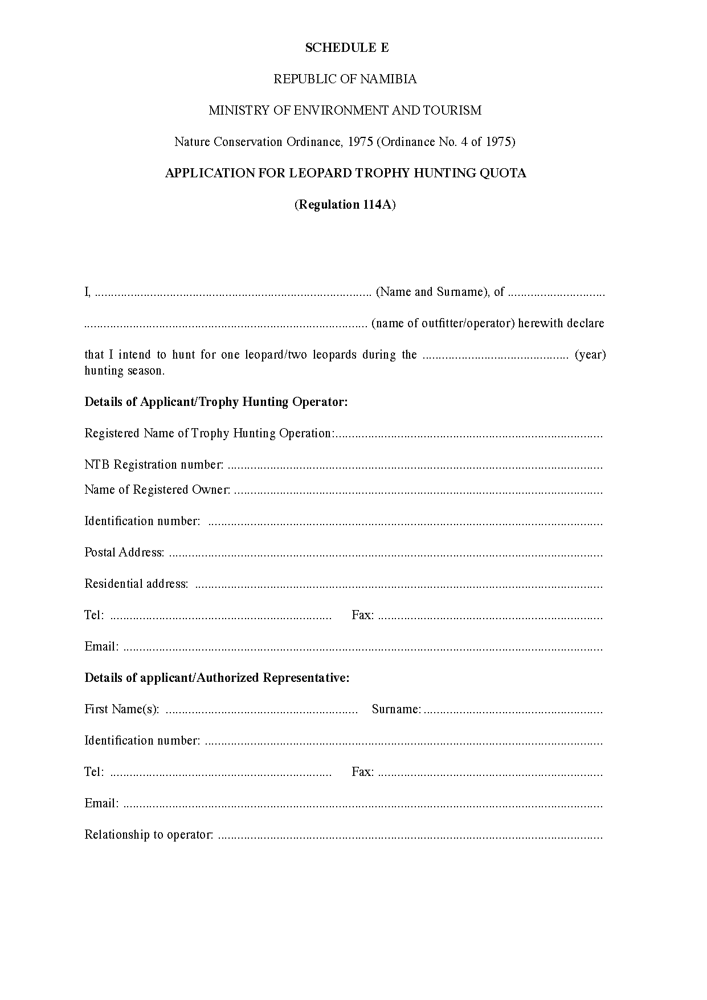 SCHEDULE E
REPUBLIC OF NAMIBIA
MINISTRY OF ENVIRONMENT AND TOURISM
Nature Conservation Ordinance, 1975 (Ordinance No. 4 of 1975)
APPLICATION FOR LEOPARD TROPHY HUNTING QUOTA
(Regulation 114A)
I, ..................................................................................... (Name and Surname), of ..............................
....................................................................................... (name of outfitter/operator) herewith declare
that I intend to hunt for one leopard/two leopards during the ............................................. (year)
hunting season.
Details of Applicant/Trophy Hunting Operator:
Registered Name of Trophy Hunting Operation:..................................................................................
NTB Registration number: ...................................................................................................................
Name of Registered Owner: .................................................................................................................
Identification number: .........................................................................................................................
Postal Address: .....................................................................................................................................
Residential address: .............................................................................................................................
Tel: .................................................................... Fax: .....................................................................
Email: ...................................................................................................................................................
Details of applicant/Authorized Representative:
First Name(s): ........................................................... Surname: .......................................................
Identification number: ..........................................................................................................................
Tel: .................................................................... Fax: .....................................................................
Email: ...................................................................................................................................................
Relationship to operator: ......................................................................................................................